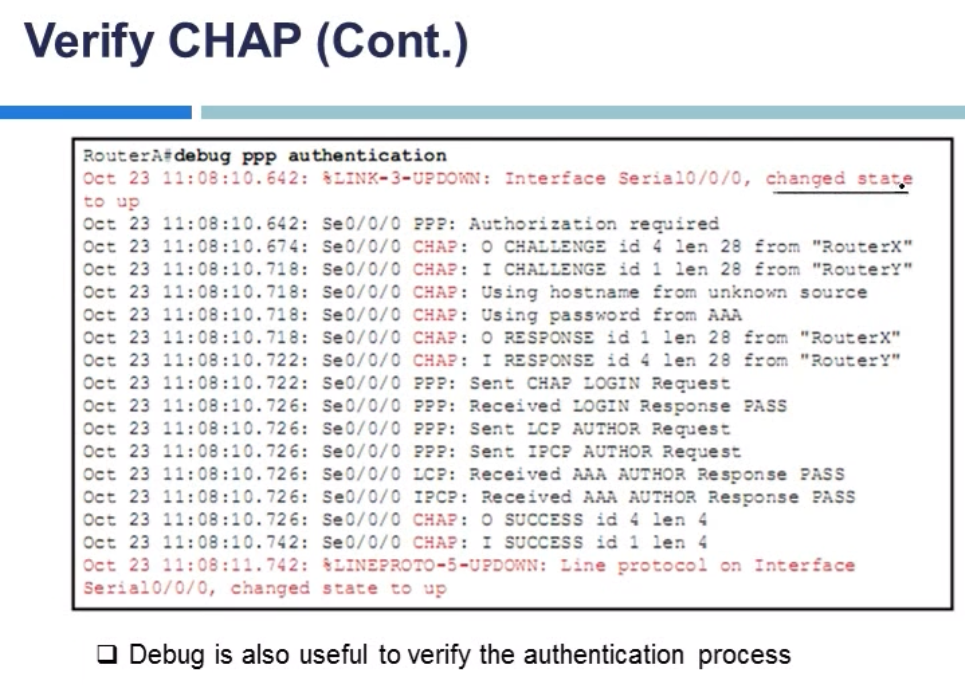 Verify CHAP (Cont.)
RouterA#debug ppp authentication
Oct 23 11:08:10.642: %LINK-3-UPDOWN: Interface Serial0/0/0, changed state
to up
Oct 23 11:08:10.642: Se0/0/0 PPP: Authorization required
Oct 23 11:08:10.674: Se0/0/0 CHAP: O CHALLENGE id 4 len 28 from "RouterX"
Oct 23 11:08:10.718: Se0/0/0 CHAP: I CHALLENGE id 1 len 28 from "RouterY"
Oct 23 11:08:10.718: Se0/0/0 CHAP: Using hostname from unknown source
Oct 23 11:08:10.718: Se0/0/0 CHAP: Using password from AAA
Oct 23 11:08:10.718: Se0/0/0 CHAP: O RESPONSE id 1 len 28 from "RouterX"
Oct 23 11:08:10.722: Se0/0/0 CHAP: I RESPONSE id 4 len 28 from "RouterY"
Oct 23 11:08:10.722: Se0/0/0 PPP: Sent CHAP LOGIN Request
Oct 23 11:08:10.726: Se0/0/0 PPP: Received LOGIN Response PASS
Oct 23 11:08:10.726: Se0/0/0 PPP: Sent LCP AUTHOR Request
Oct 23 11:08:10.726: Se0/0/0 PPP: Sent IPCP AUTHOR Request
Oct 23 11:08:10.726: Se0/0/0 LCP: Received AAA AUTHOR Response PASS
Oct 23 11:08:10.726: Se0/0/0 IPCP: Received AAA AUTHOR Response PASS
Oct 23 11:08:10.726: Se0/0/0 CHAP: O SUCCESS id 4 len 4
Oct 23 11:08:10.742: Se0/0/0 CHAP: I SUCCESS id 1 len 4
Oct 23 11:08:11.742: %LINEPROTO-5-UPDOWN: Line protocol on Interface
Serial0/0/0, changed state to up
❑ Debug is also useful to verify the authentication process